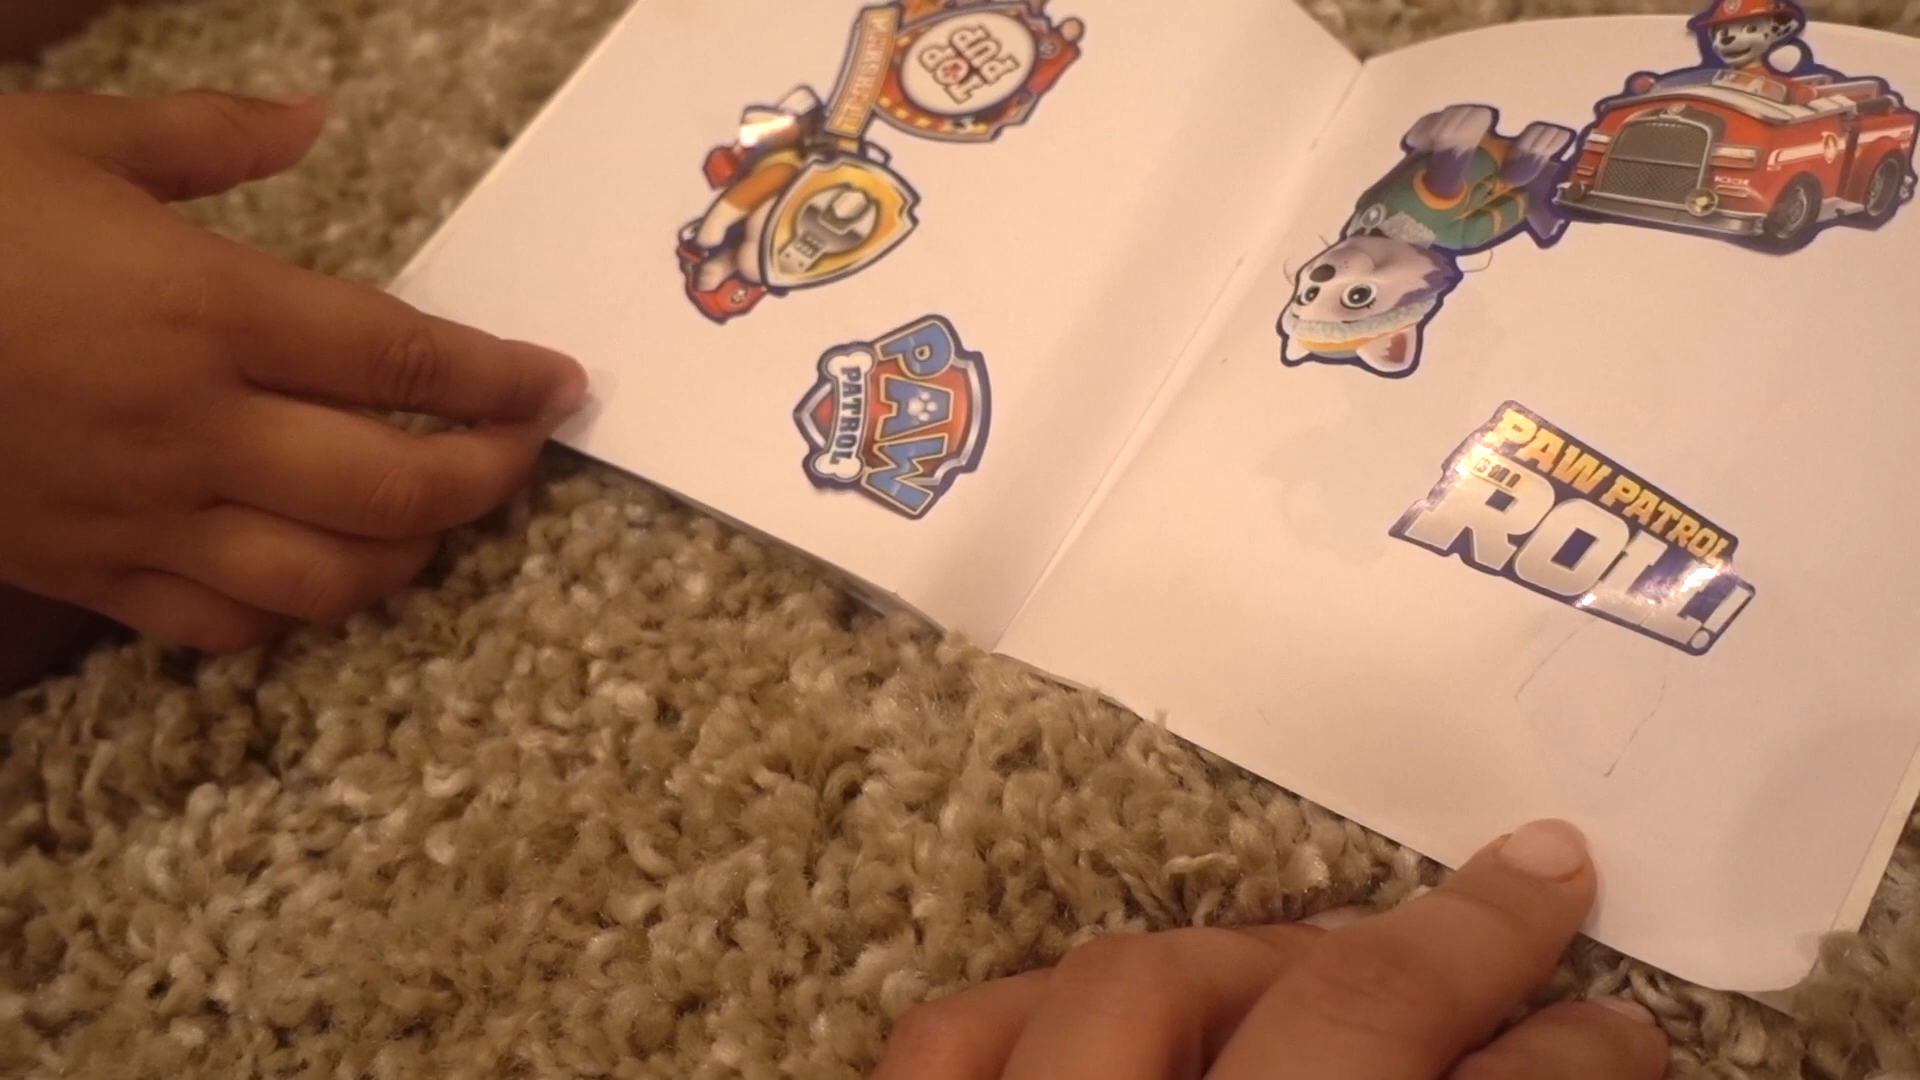 TOP
PUP
PAW
PATROL
PAW PATROL
IS ON A
ROLL!